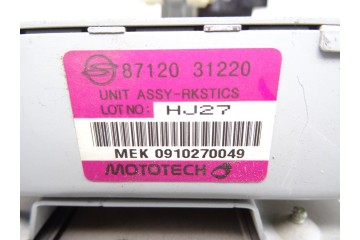 87120 31220
UNIT ASSY-RKSTICS
LOT NO: HJ27
MEK 0910270049
MOTOTECH